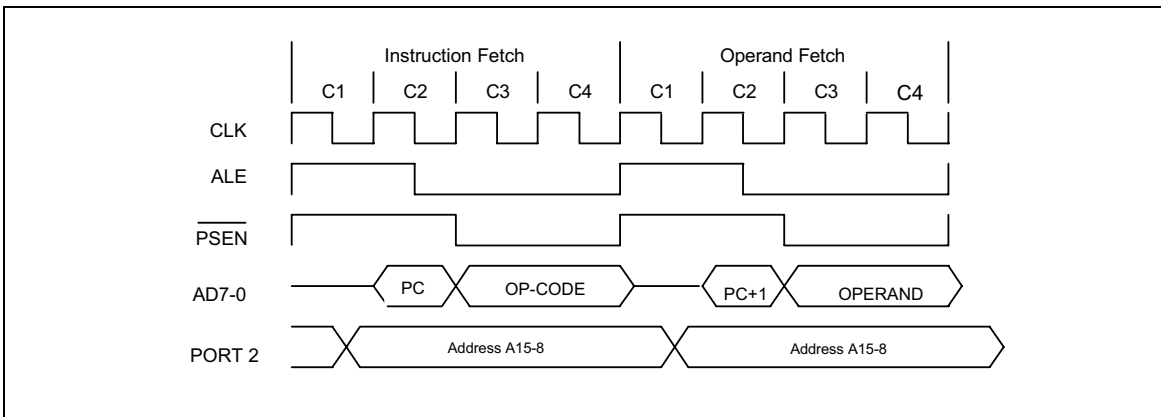 Instruction Fetch Operand Fetch
C1 C2 C3 C4 C1 C2 C3 C4
CLK
ALE
PSEN
AD7-0 PC OP-CODE PC+1 OPERAND
PORT 2 Address A15-8 Address A15-8